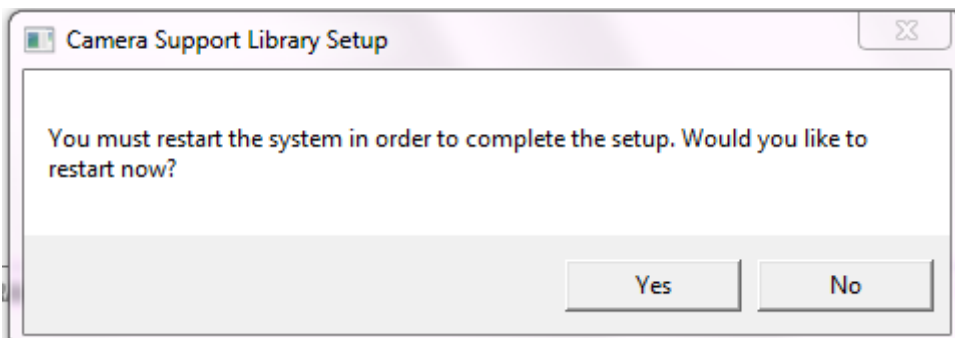 Camera Support Library Setup
You must restart the system in order to complete the setup. Would you like to
restart now?
Yes
No